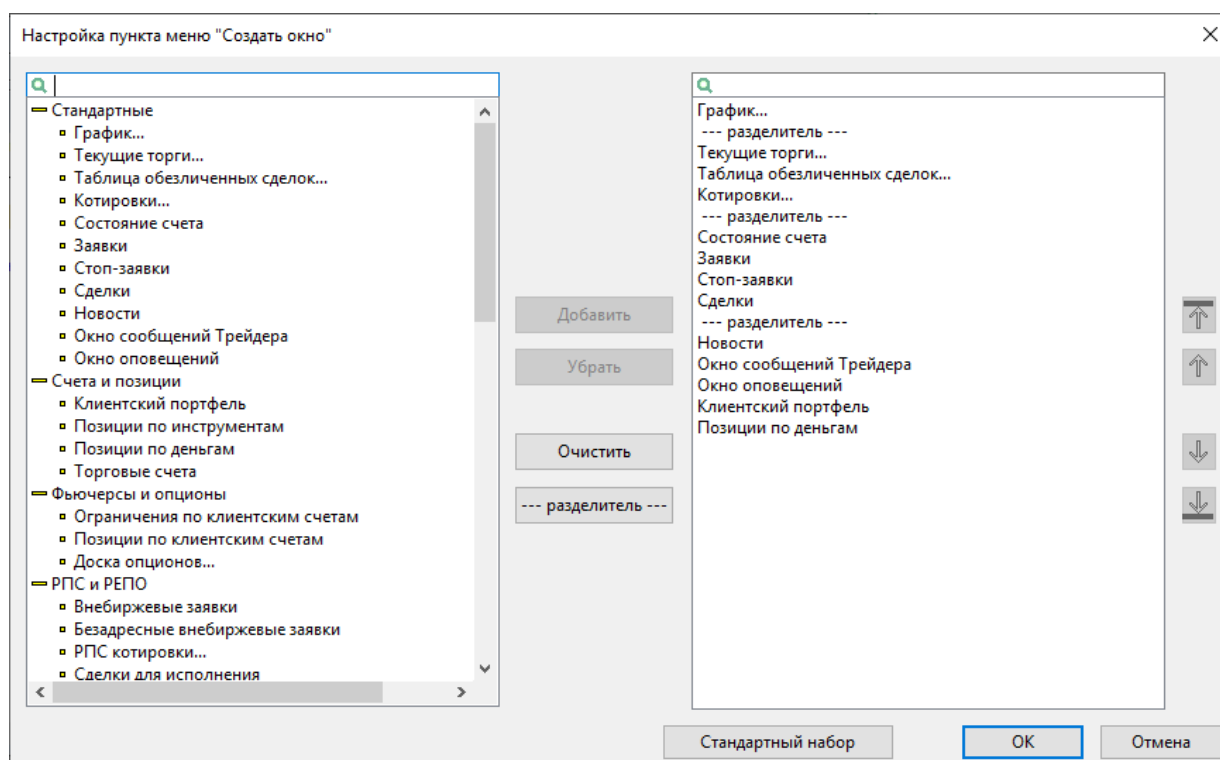 Настройка пункта меню "Создать окно"
Стандартные
График...
Текущие торги...
Таблица обезличенных сделок...
Котировки...
Состояние счета
Заявки
Стоп-заявки
Сделки
Новости
Окно сообщений Трейдера
Окно оповещений
Счета и позиции
Клиентский портфель
Позиции по инструментам
Позиции по деньгам
Торговые счета
Фьючерсы и опционы
Ограничения по клиентским счетам
Позиции по клиентским счетам
Доска опционов...
РПС и РЕПО
Внебиржевые заявки
Безадресные внебиржевые заявки
РПС котировки...
Сделки для исполнения
Добавить
Убрать
Очистить
--- разделитель ---
График...
--- разделитель ---
Текущие торги...
Таблица обезличенных сделок...
Котировки...
--- разделитель ---
Состояние счета
Заявки
Стоп-заявки
Сделки
--- разделитель ---
Новости
Окно сообщений Трейдера
Окно оповещений
Клиентский портфель
Позиции по деньгам
Стандартный набор
ОК
Отмена